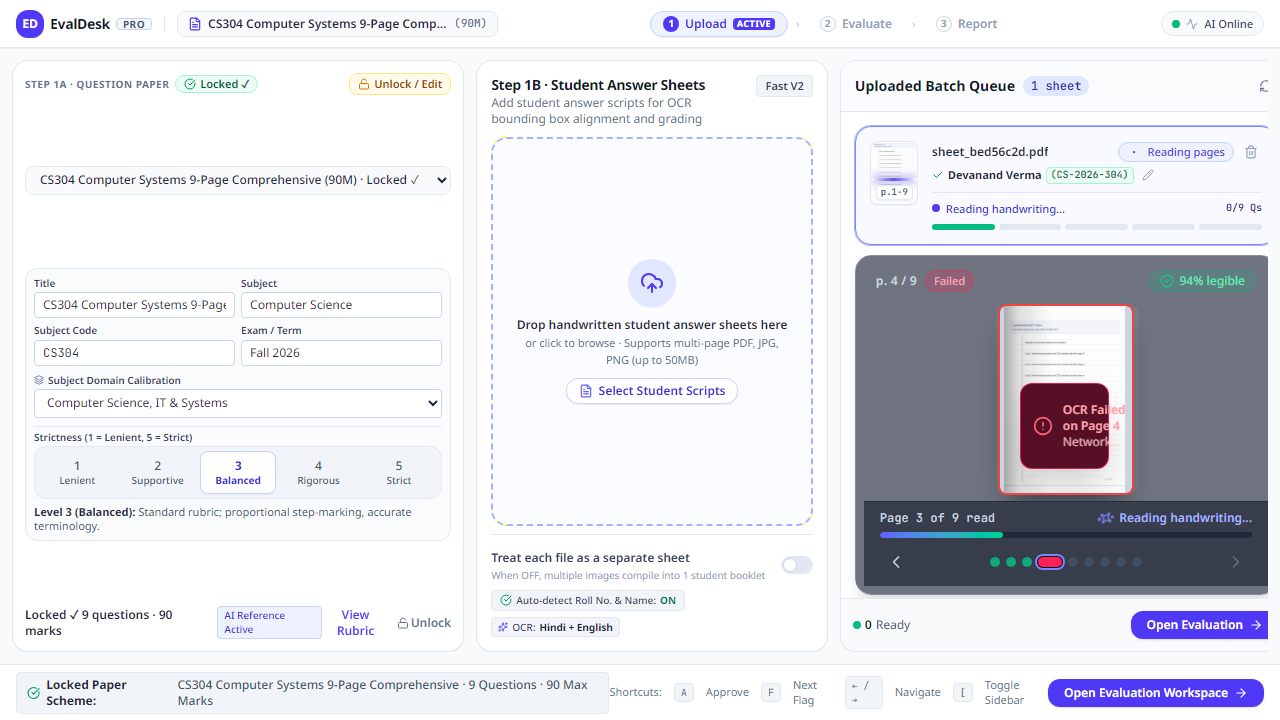 ED EvalDesk PRO CS304 Computer Systems 9-Page Comp... (90M) 1 Upload ACTIVE › 2 Evaluate › 3 Report AI Online
STEP 1A · QUESTION PAPER Locked ✓ Unlock / Edit
CS304 Computer Systems 9-Page Comprehensive (90M) · Locked ✓
Title Subject
CS304 Computer Systems 9-Page Computer Science
Subject Code Exam / Term
CS304 Fall 2026
Subject Domain Calibration
Computer Science, IT & Systems
Strictness (1 = Lenient, 5 = Strict)
1 2 3 4 5
Lenient Supportive Balanced Rigorous Strict
Level 3 (Balanced): Standard rubric; proportional step-marking, accurate
terminology.
Locked ✓ 9 questions · 90
marks
AI Reference
Active
View
Rubric
Unlock
Step 1B · Student Answer Sheets Fast V2
Add student answer scripts for OCR
bounding box alignment and grading
Drop handwritten student answer sheets here
or click to browse · Supports multi-page PDF, JPG,
PNG (up to 50MB)
Select Student Scripts
Treat each file as a separate sheet
When OFF, multiple images compile into 1 student booklet
Auto-detect Roll No. & Name: ON
OCR: Hindi + English
Uploaded Batch Queue 1 sheet
p.1-9
sheet_bed56c2d.pdf Reading pages
Devanand Verma (CS-2026-304)
Reading handwriting... 0/9 Qs
p. 4 / 9 Failed 94% legible
OCR Failed
on Page 4
Network
Page 3 of 9 read Reading handwriting...
0 Ready Open Evaluation →
Locked Paper
Scheme:
CS304 Computer Systems 9-Page Comprehensive · 9 Questions · 90 Max
Marks
Shortcuts: A Approve F Next
Flag
← /
→
Navigate [ Toggle
Sidebar
Open Evaluation Workspace →